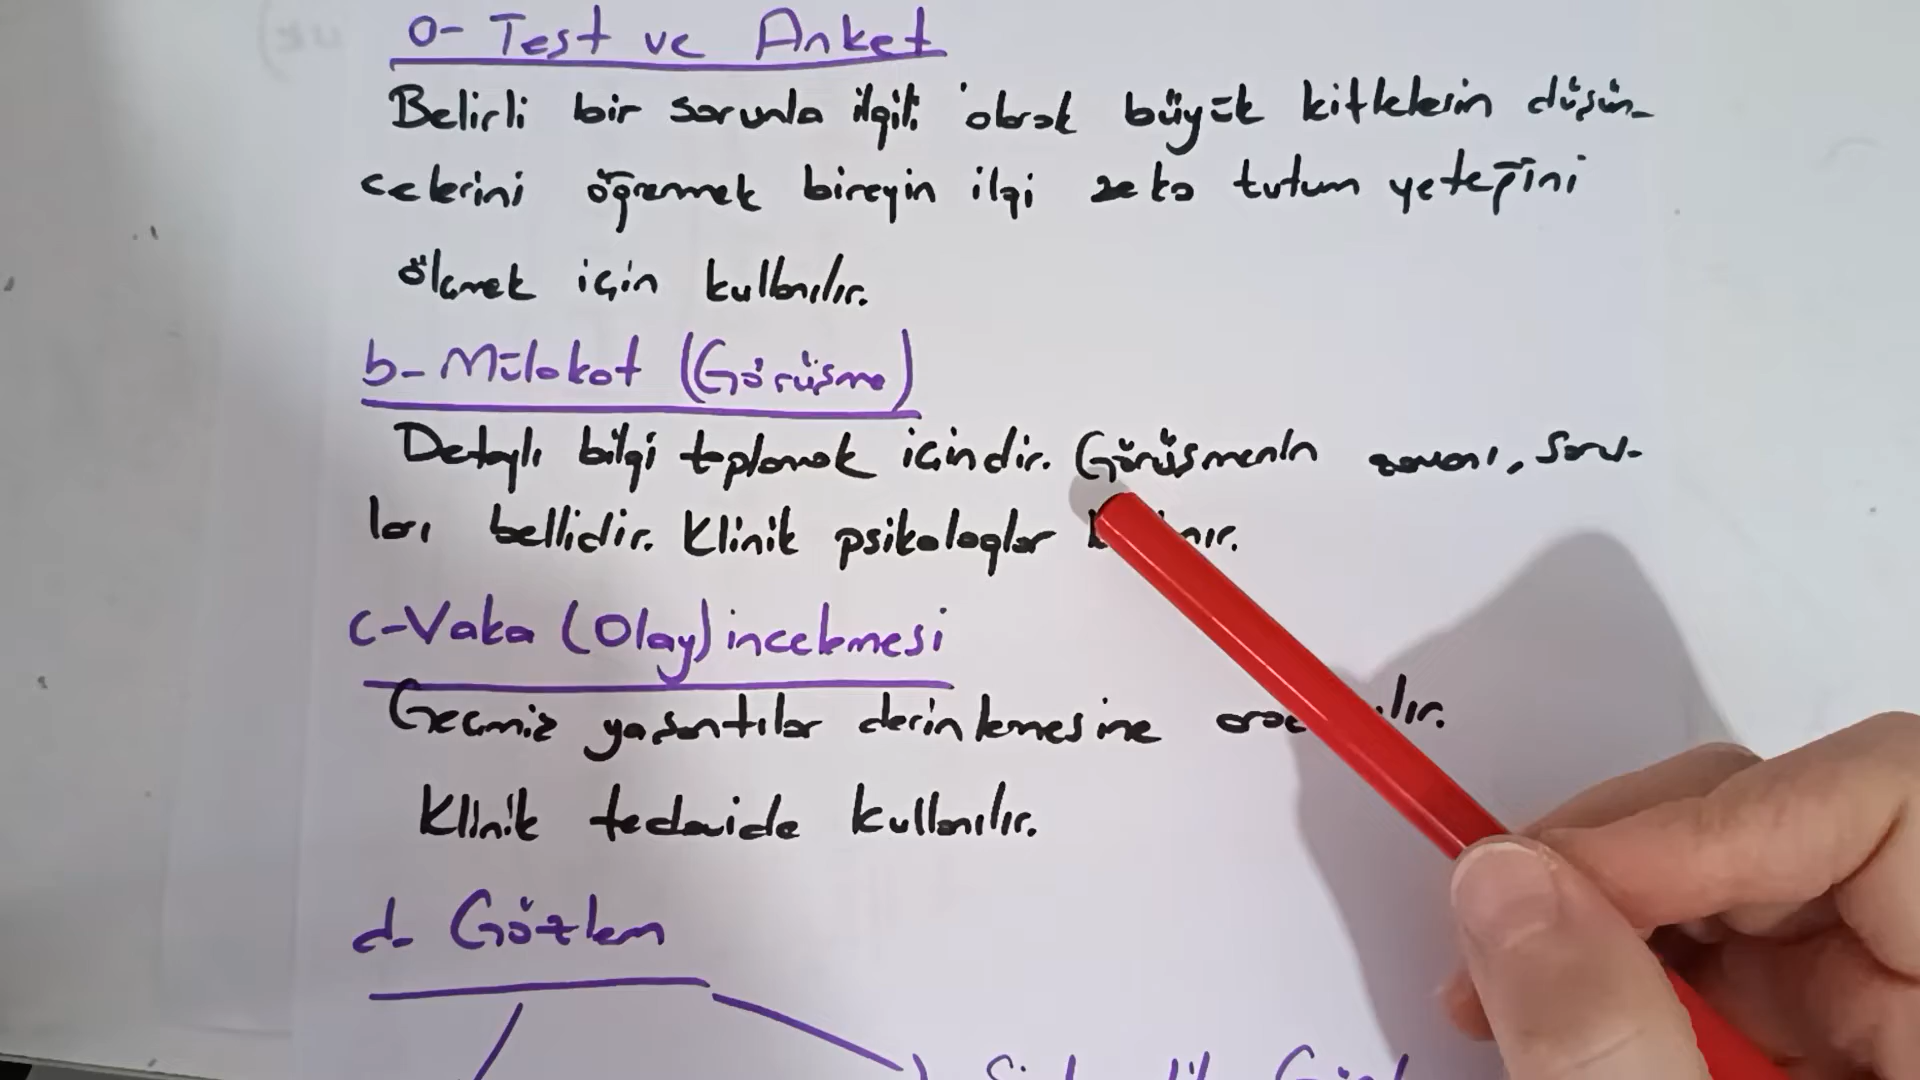 a- Test ve Anket
Belirli bir sorunla ilgili olarak büyük kitlelerin düşün-
celerini öğrenmek bireyin ilgi zeka tutum yeteğini
ölçmek için kullanılır.
b- Mülakat (Görüşme)
Detaylı bilgi toplamak içindir. Görüşmenin zamanı, soru-
ları bellidir. Klinik psikologlar
c- Vaka (Olay) incelemesi
Geçmiş yaşantılar derinlemesine
Klinik tedavide kullanılır.
d- Gözlem